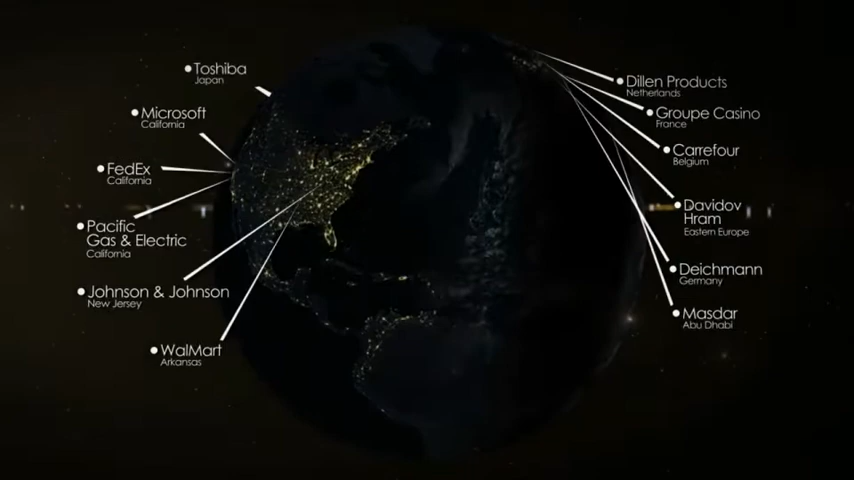 Toshiba
Japan
Microsoft
California
FedEx
California
Pacific
Gas & Electric
California
Johnson & Johnson
New Jersey
WalMart
Arkansas
Dillen Products
Netherlands
Groupe Casino
France
Carrefour
Belgium
Davidov
Hram
Eastern Europe
Deichmann
Germany
Masdar
Abu Dhabi